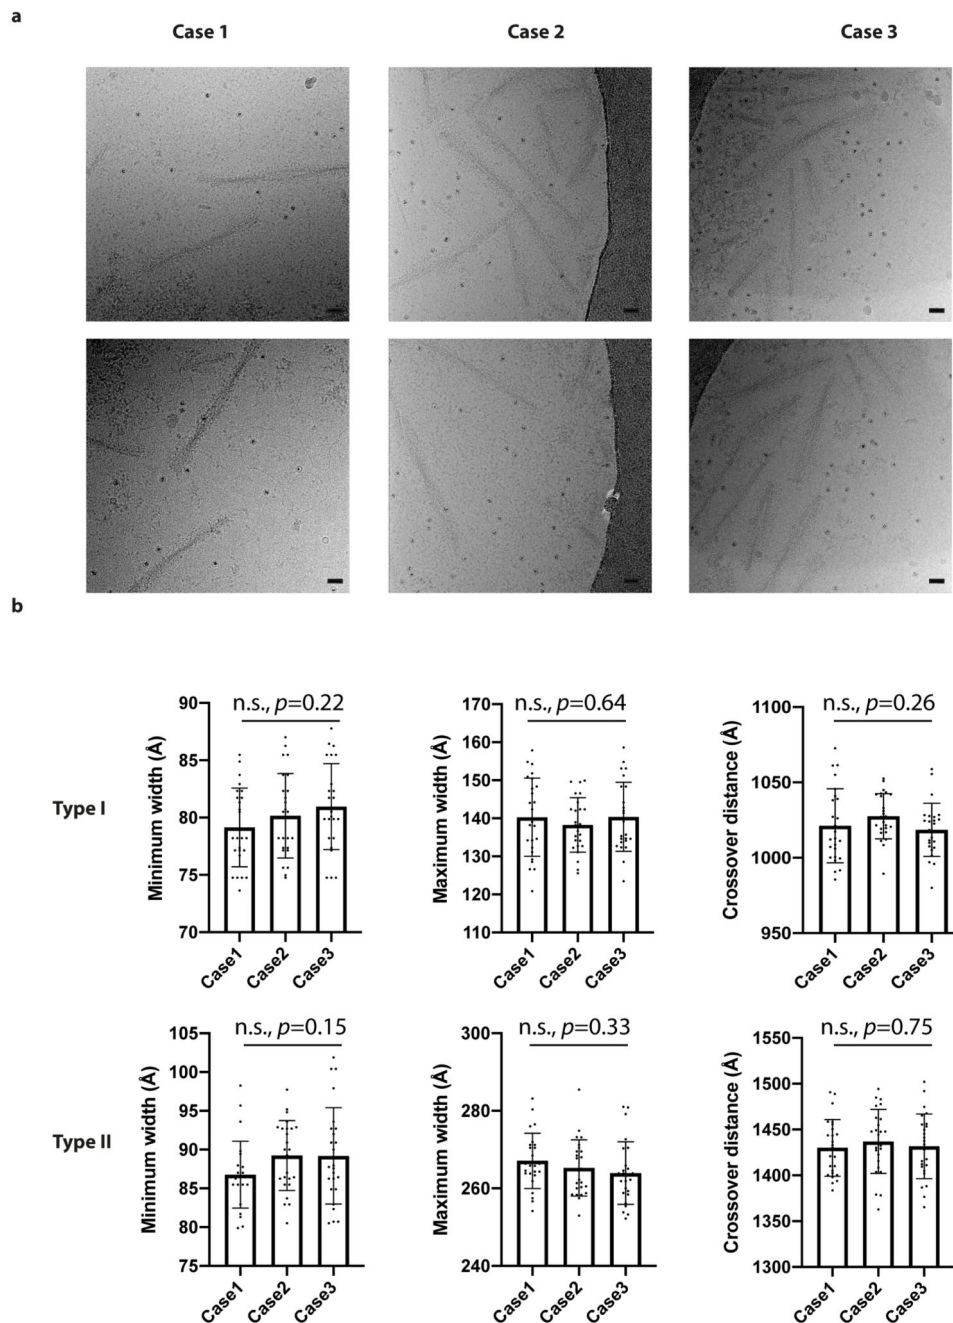 a
Case 1 Case 2 Case 3
b
Type I
n.s., p=0.22
Minimum width (Å)
90
85
80
75
70
Case1 Case2 Case3
n.s., p=0.64
Maximum width (Å)
170
160
150
140
130
120
110
Case1 Case2 Case3
n.s., p=0.26
Crossover distance (Å)
1100
1050
1000
950
Case1 Case2 Case3
Type II
n.s., p=0.15
Minimum width (Å)
105
100
95
90
85
80
75
Case1 Case2 Case3
n.s., p=0.33
Maximum width (Å)
300
280
260
240
Case1 Case2 Case3
n.s., p=0.75
Crossover distance (Å)
1550
1500
1450
1400
1350
1300
Case1 Case2 Case3